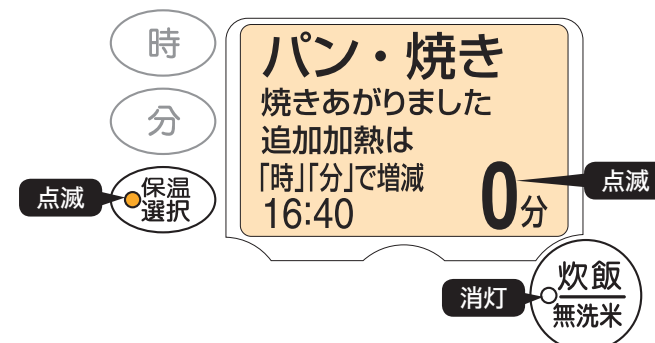 時
分
点滅
保温
選択
パン・焼き
焼きあがりました
追加加熱は
「時」「分」で増減
16:40
0分
点滅
消灯
炊飯
無洗米